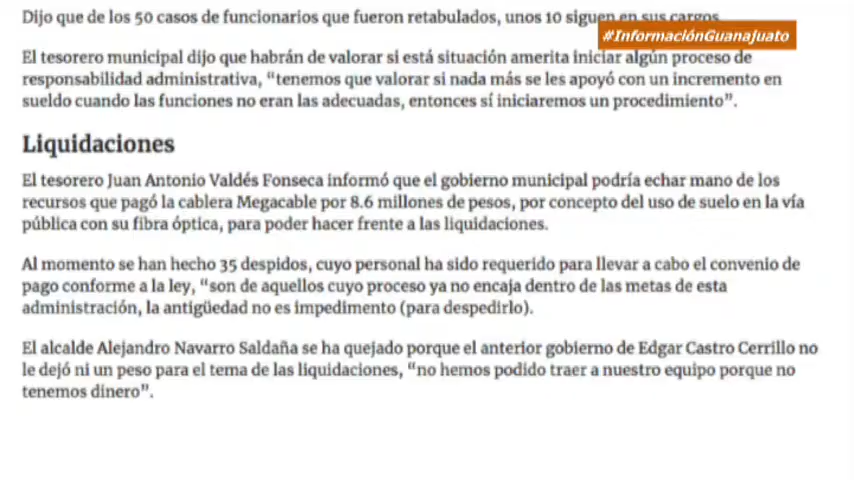 Dijo que de los 50 casos de funcionarios que fueron retabulados, unos 10 siguen en sus cargos
#InformaciónGuanajuato
El tesorero municipal dijo que habrán de valorar si está situación amerita iniciar algún proceso de
responsabilidad administrativa, “tenemos que valorar si nada más se les apoyó con un incremento en
sueldo cuando las funciones no eran las adecuadas, entonces sí iniciaremos un procedimiento”.
Liquidaciones
El tesorero Juan Antonio Valdés Fonseca informó que el gobierno municipal podría echar mano de los
recursos que pagó la cablera Megacable por 8.6 millones de pesos, por concepto del uso de suelo en la vía
pública con su fibra óptica, para poder hacer frente a las liquidaciones.
Al momento se han hecho 35 despidos, cuyo personal ha sido requerido para llevar a cabo el convenio de
pago conforme a la ley, “son de aquellos cuyo proceso ya no encaja dentro de las metas de esta
administración, la antigüedad no es impedimento (para despedirlo).
El alcalde Alejandro Navarro Saldaña se ha quejado porque el anterior gobierno de Edgar Castro Cerrillo no
le dejó ni un peso para el tema de las liquidaciones, “no hemos podido traer a nuestro equipo porque no
tenemos dinero”.